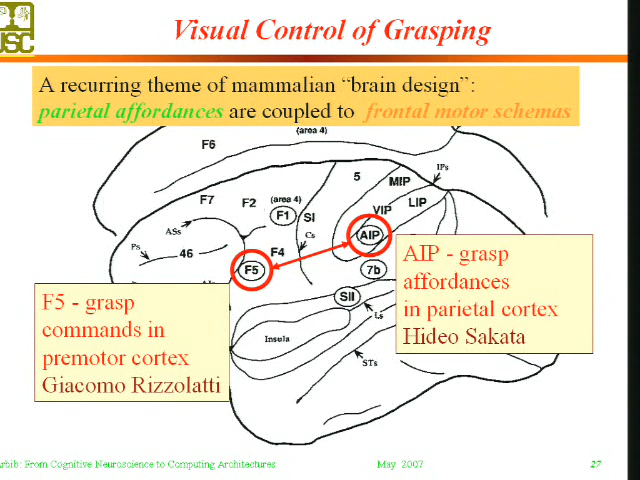 USC
Visual Control of Grasping
A recurring theme of mammalian “brain design”:
parietal affordances are coupled to frontal motor schemas
(area 4)
F6
5
IPs
MIP
F7
F2
(area 4)
F1
SI
VIP
LIP
ASs
Cs
AIP
Ps
46
F4
F5
7b
AIP - grasp
affordances
in parietal cortex
Hideo Sakata
SII
Ls
F5 - grasp
commands in
premotor cortex
Giacomo Rizzolatti
Insula
STs
Arbib: From Cognitive Neuroscience to Computing Architectures
May 2007
27